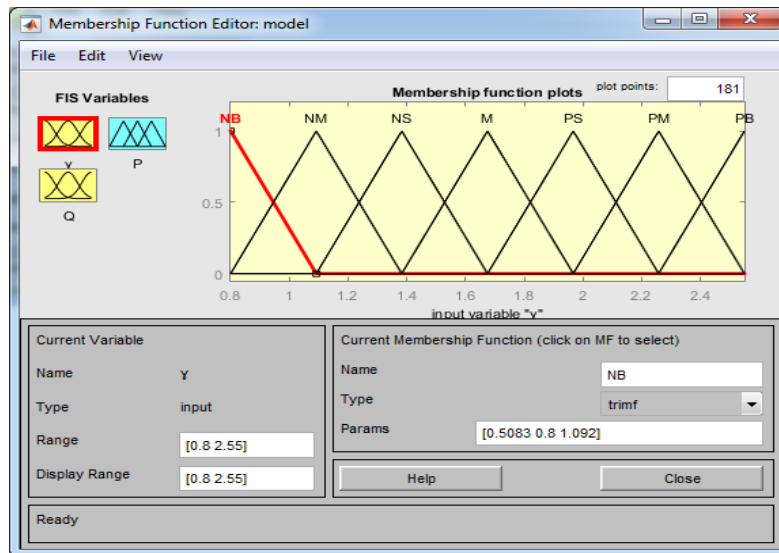 Membership Function Editor: model
File Edit View
FIS Variables
Membership function plots
plot points:
181
NB NM NS M PS PM PB
1
0.5
0
0.8 1 1.2 1.4 1.6 1.8 2 2.2 2.4
input variable "γ"
γ
P
Q
Current Variable
Name Ɣ
Type input
Range [0.8 2.55]
Display Range [0.8 2.55]
Current Membership Function (click on MF to select)
Name NB
Type trimf
Params [0.5083 0.8 1.092]
Help Close
Ready